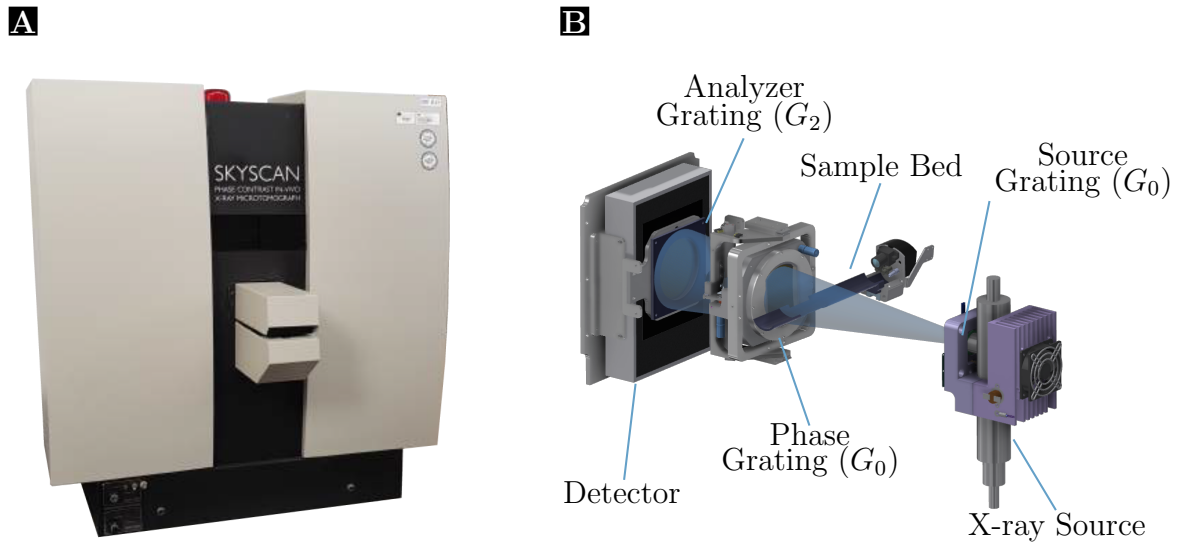 A
SKYSCAN
PHASE CONTRAST IN-VIVO
X-RAY MICROTOMOGRAPH
B
Analyzer
Grating (G₂)
Sample Bed
Source
Grating (G₀)
Phase
Grating (G₀)
Detector
X-ray Source